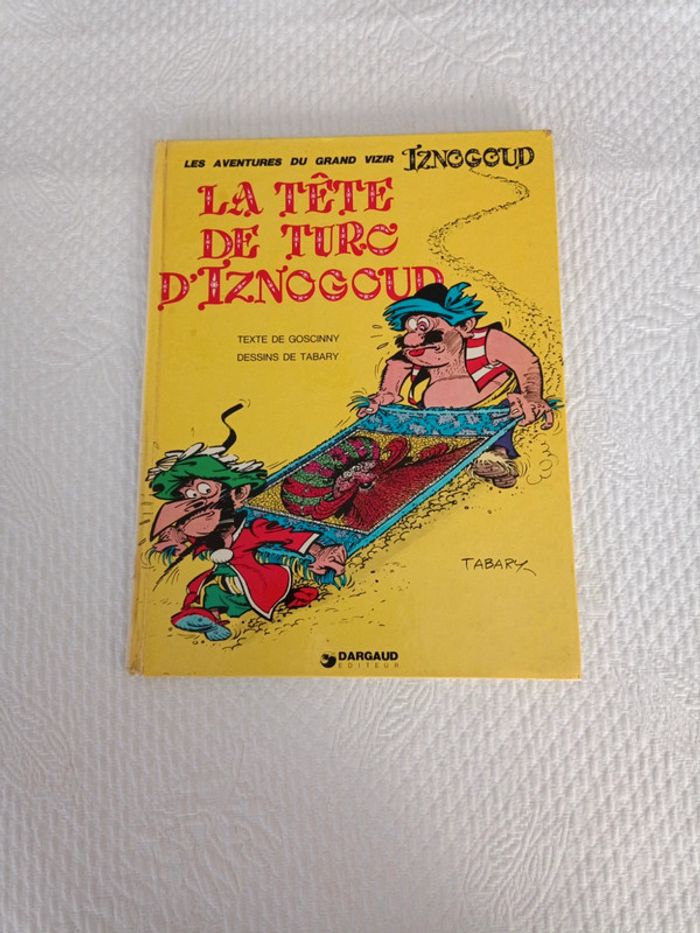 LES AVENTURES DU GRAND VIZIR IZNOGOUD
LA TÊTE
DE TURC
D'IZNOGOUD
TEXTE DE GOSCINNY
DESSINS DE TABARY
TABARY
DARGAUD
EDITEUR